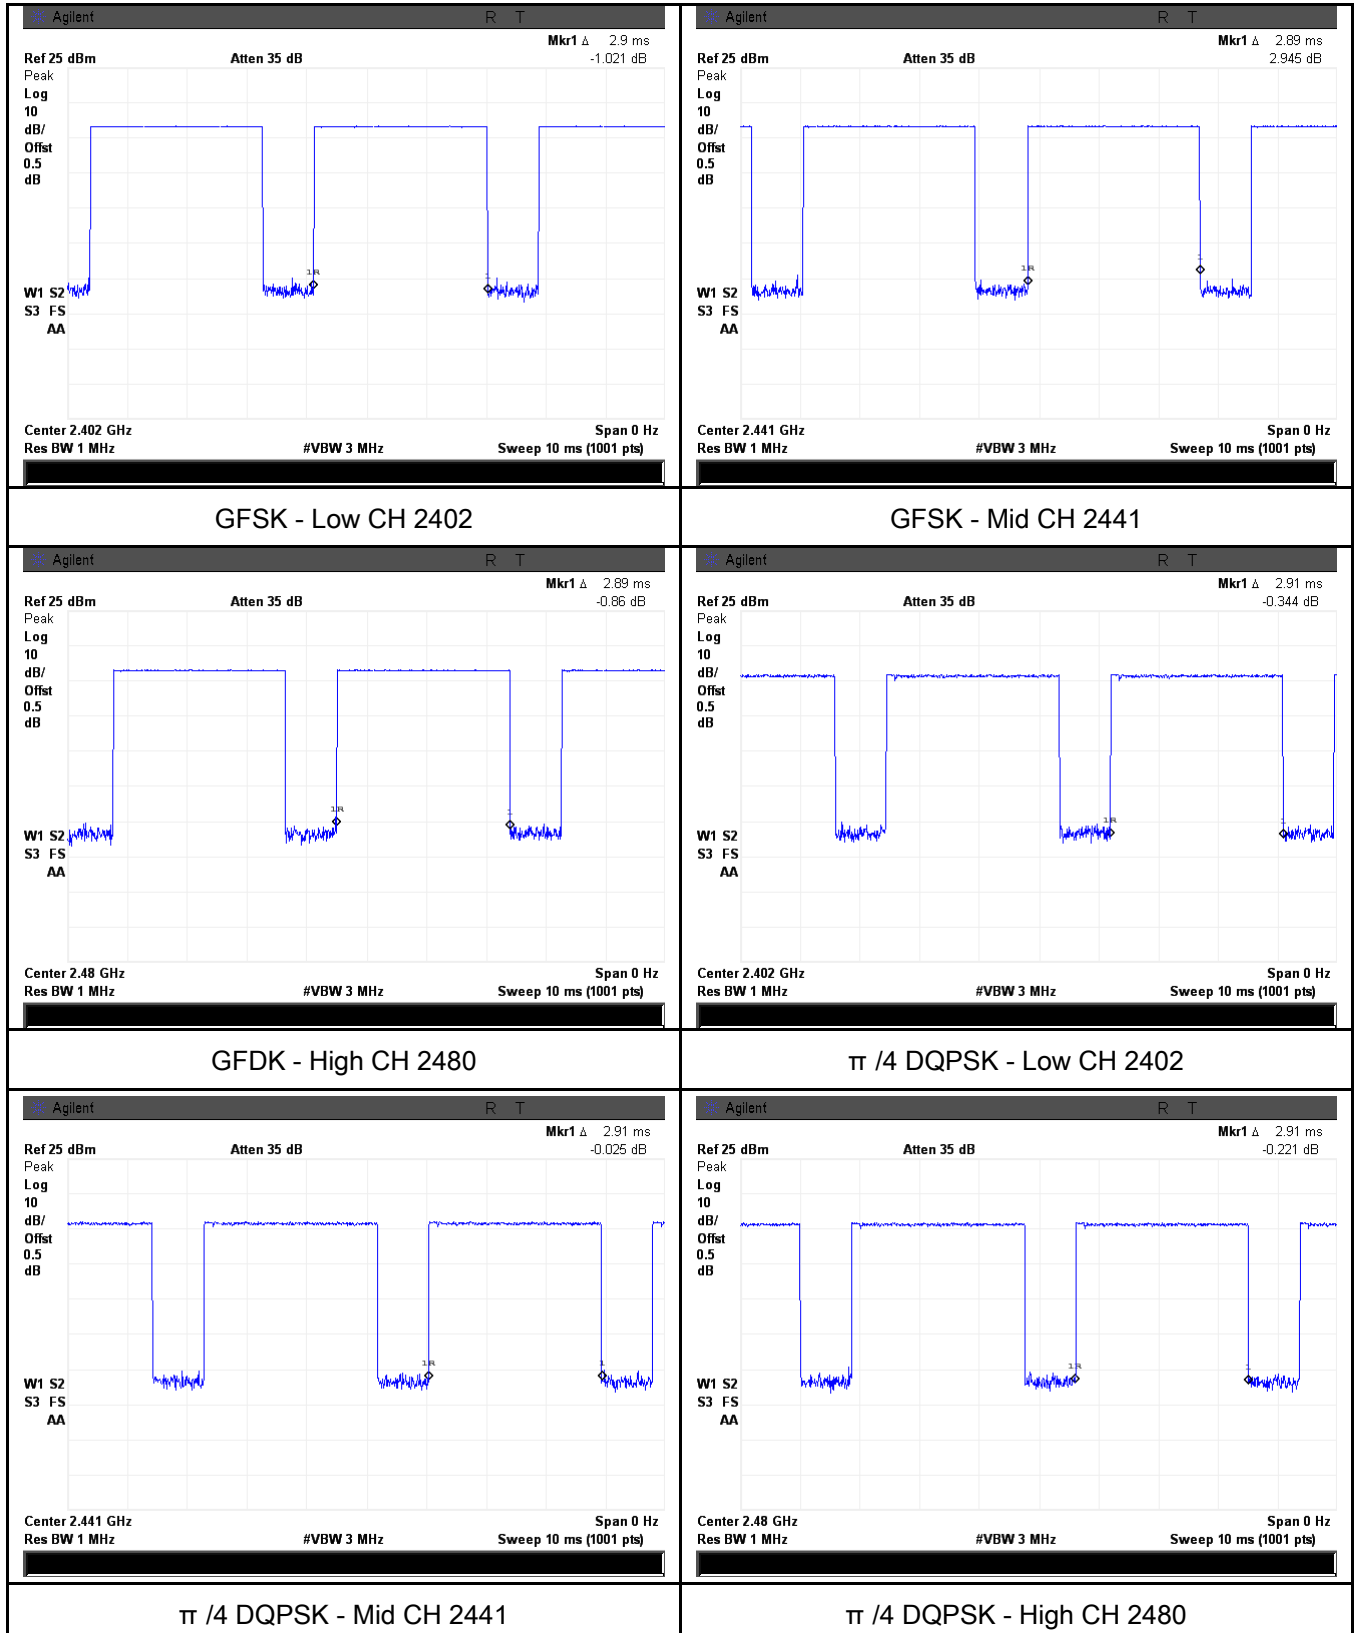 Agilent R T
Mkr1 Δ 2.9 ms
Ref 25 dBm Atten 35 dB -1.021 dB
Peak
Log
10
dB/
Offst
0.5
dB
1R
1
W1 S2
S3 FS
AA
Center 2.402 GHz Span 0 Hz
Res BW 1 MHz #VBW 3 MHz Sweep 10 ms (1001 pts)
GFSK - Low CH 2402
Agilent R T
Mkr1 Δ 2.89 ms
Ref 25 dBm Atten 35 dB 2.945 dB
Peak
Log
10
dB/
Offst
0.5
dB
1R
1
W1 S2
S3 FS
AA
Center 2.441 GHz Span 0 Hz
Res BW 1 MHz #VBW 3 MHz Sweep 10 ms (1001 pts)
GFSK - Mid CH 2441
Agilent R T
Mkr1 Δ 2.89 ms
Ref 25 dBm Atten 35 dB -0.86 dB
Peak
Log
10
dB/
Offst
0.5
dB
1R
1
W1 S2
S3 FS
AA
Center 2.48 GHz Span 0 Hz
Res BW 1 MHz #VBW 3 MHz Sweep 10 ms (1001 pts)
GFDK - High CH 2480
Agilent R T
Mkr1 Δ 2.91 ms
Ref 25 dBm Atten 35 dB -0.344 dB
Peak
Log
10
dB/
Offst
0.5
dB
1R
1
W1 S2
S3 FS
AA
Center 2.402 GHz Span 0 Hz
Res BW 1 MHz #VBW 3 MHz Sweep 10 ms (1001 pts)
π /4 DQPSK - Low CH 2402
Agilent R T
Mkr1 Δ 2.91 ms
Ref 25 dBm Atten 35 dB -0.025 dB
Peak
Log
10
dB/
Offst
0.5
dB
1R
1
W1 S2
S3 FS
AA
Center 2.441 GHz Span 0 Hz
Res BW 1 MHz #VBW 3 MHz Sweep 10 ms (1001 pts)
π /4 DQPSK - Mid CH 2441
Agilent R T
Mkr1 Δ 2.91 ms
Ref 25 dBm Atten 35 dB -0.221 dB
Peak
Log
10
dB/
Offst
0.5
dB
1R
1
W1 S2
S3 FS
AA
Center 2.48 GHz Span 0 Hz
Res BW 1 MHz #VBW 3 MHz Sweep 10 ms (1001 pts)
π /4 DQPSK - High CH 2480